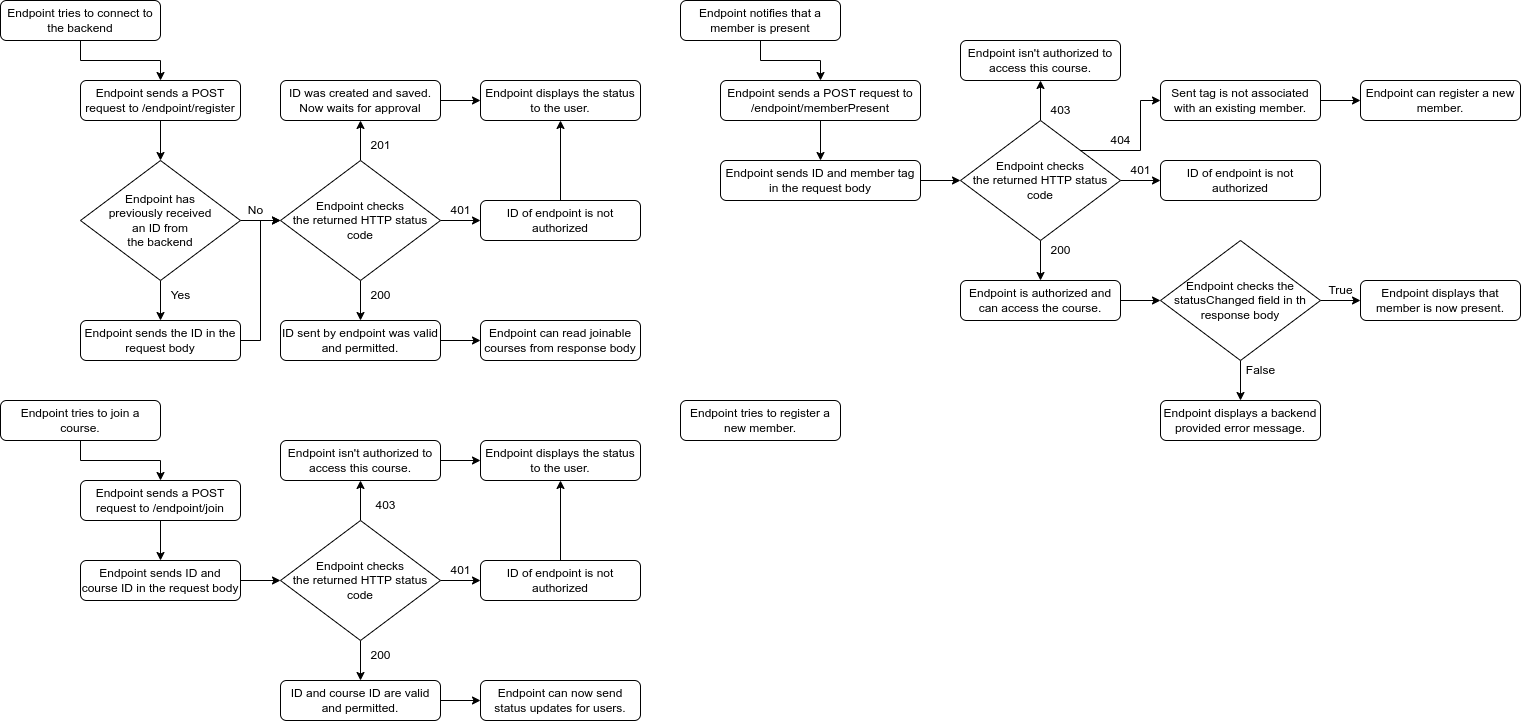 Endpoint tries to connect to
the backend
Endpoint sends a POST
request to /endpoint/register
Endpoint has
previously received
an ID from
the backend
No
Yes
Endpoint sends the ID in the
request body
ID was created and saved.
Now waits for approval
Endpoint displays the status
to the user.
201
Endpoint checks
the returned HTTP status
code
401
ID of endpoint is not
authorized
200
ID sent by endpoint was valid
and permitted.
Endpoint can read joinable
courses from response body
Endpoint tries to join a
course.
Endpoint sends a POST
request to /endpoint/join
Endpoint sends ID and
course ID in the request body
Endpoint isn't authorized to
access this course.
Endpoint displays the status
to the user.
403
Endpoint checks
the returned HTTP status
code
401
ID of endpoint is not
authorized
200
ID and course ID are valid
and permitted.
Endpoint can now send
status updates for users.
Endpoint notifies that a
member is present
Endpoint sends a POST request to
/endpoint/memberPresent
Endpoint sends ID and member tag
in the request body
Endpoint isn't authorized to
access this course.
403
404
Sent tag is not associated
with an existing member.
Endpoint can register a new
member.
Endpoint checks
the returned HTTP status
code
401
ID of endpoint is not
authorized
200
Endpoint is authorized and
can access the course.
Endpoint checks the
statusChanged field in th
response body
True
Endpoint displays that
member is now present.
False
Endpoint displays a backend
provided error message.
Endpoint tries to register a
new member.